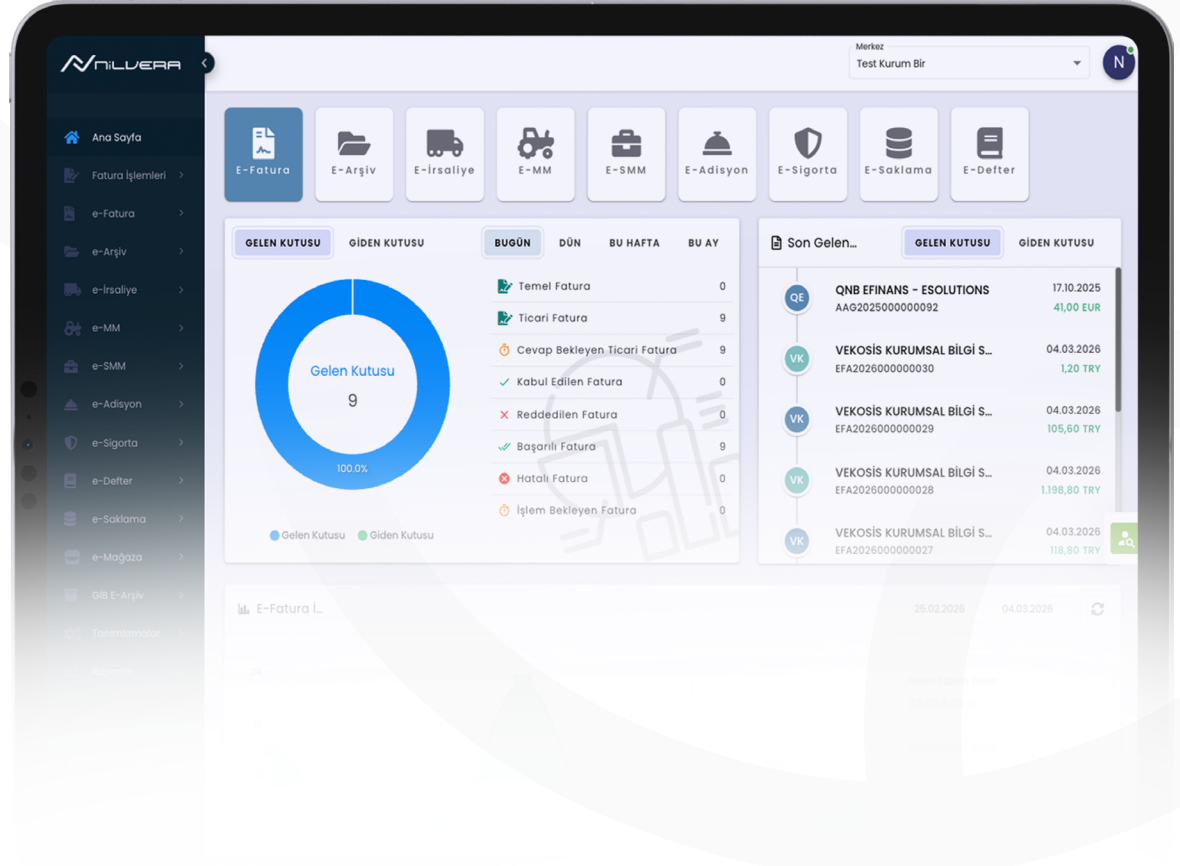 NiLVERA
Merkez
Test Kurum Bir
N
Ana Sayfa
Fatura İşlemleri
e-Fatura
e-Arşiv
e-İrsaliye
e-MM
e-SMM
e-Adisyon
e-Sigorta
e-Defter
e-Saklama
e-Mağaza
GİB E-Arşiv
Tanımlamalar
E-Fatura
E-Arşiv
E-İrsaliye
E-MM
E-SMM
E-Adisyon
E-Sigorta
E-Saklama
E-Defter
GELEN KUTUSU GİDEN KUTUSU
Gelen Kutusu
9
100.0%
Gelen Kutusu Giden Kutusu
BUGÜN DÜN BU HAFTA BU AY
Temel Fatura 0
Ticari Fatura 9
Cevap Bekleyen Ticari Fatura 9
Kabul Edilen Fatura 0
Reddedilen Fatura 0
Başarılı Fatura 9
Hatalı Fatura 0
İşlem Bekleyen Fatura 0
Son Gelen... GELEN KUTUSU GİDEN KUTUSU
QE QNB EFINANS - ESOLUTIONS 17.10.2025
AAG2025000000092 41,00 EUR
VK VEKOSİS KURUMSAL BİLGİ S... 04.03.2026
EFA2026000000030 1,20 TRY
VK VEKOSİS KURUMSAL BİLGİ S... 04.03.2026
EFA2026000000029 105,60 TRY
VK VEKOSİS KURUMSAL BİLGİ S... 04.03.2026
EFA2026000000028 1.198,80 TRY
VK VEKOSİS KURUMSAL BİLGİ S... 04.03.2026
EFA2026000000027 118,80 TRY
E-Fatura İ... 25.02.2026 04.03.2026